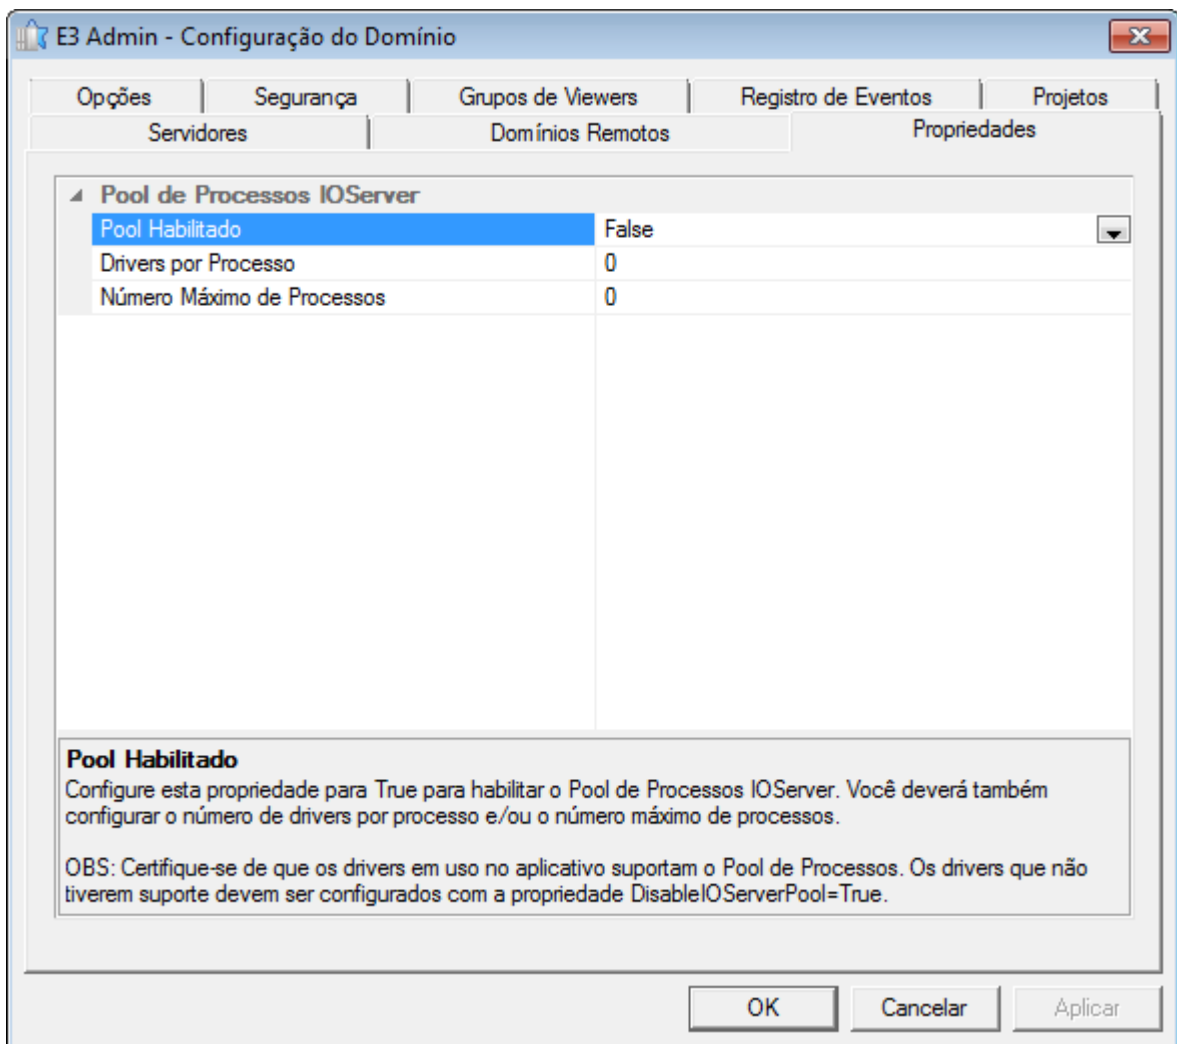 E3 Admin - Configuração do Domínio
Opções Segurança Grupos de Viewers Registro de Eventos Projetos
Servidores Domínios Remotos Propriedades
Pool de Processos IOServer
Pool Habilitado False
Drivers por Processo 0
Número Máximo de Processos 0
Pool Habilitado
Configure esta propriedade para True para habilitar o Pool de Processos IOServer. Você deverá também
configurar o número de drivers por processo e/ou o número máximo de processos.
OBS: Certifique-se de que os drivers em uso no aplicativo suportam o Pool de Processos. Os drivers que não
tiverem suporte devem ser configurados com a propriedade DisableIOServerPool=True.
OK Cancelar Aplicar